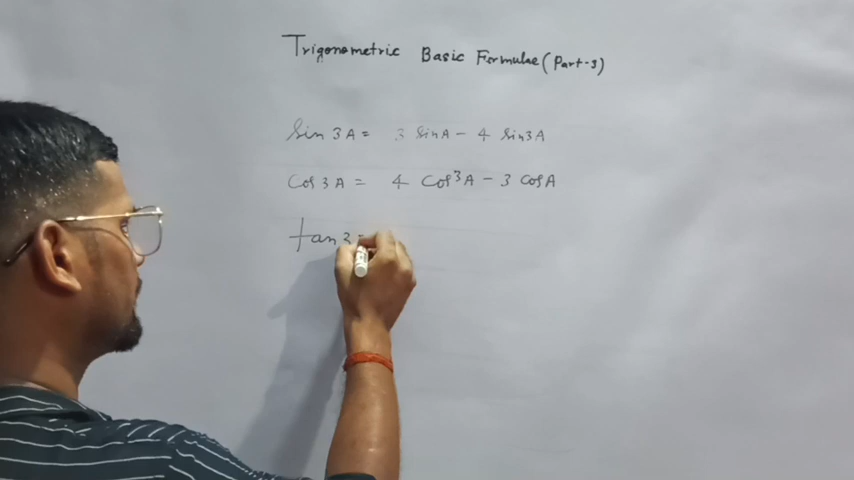 Trigonometric Basic Formulae (Part-3)
Sin 3A = 3 SinA - 4 Sin3A
Cos 3A = 4 Cos³A - 3 CosA
tan 3